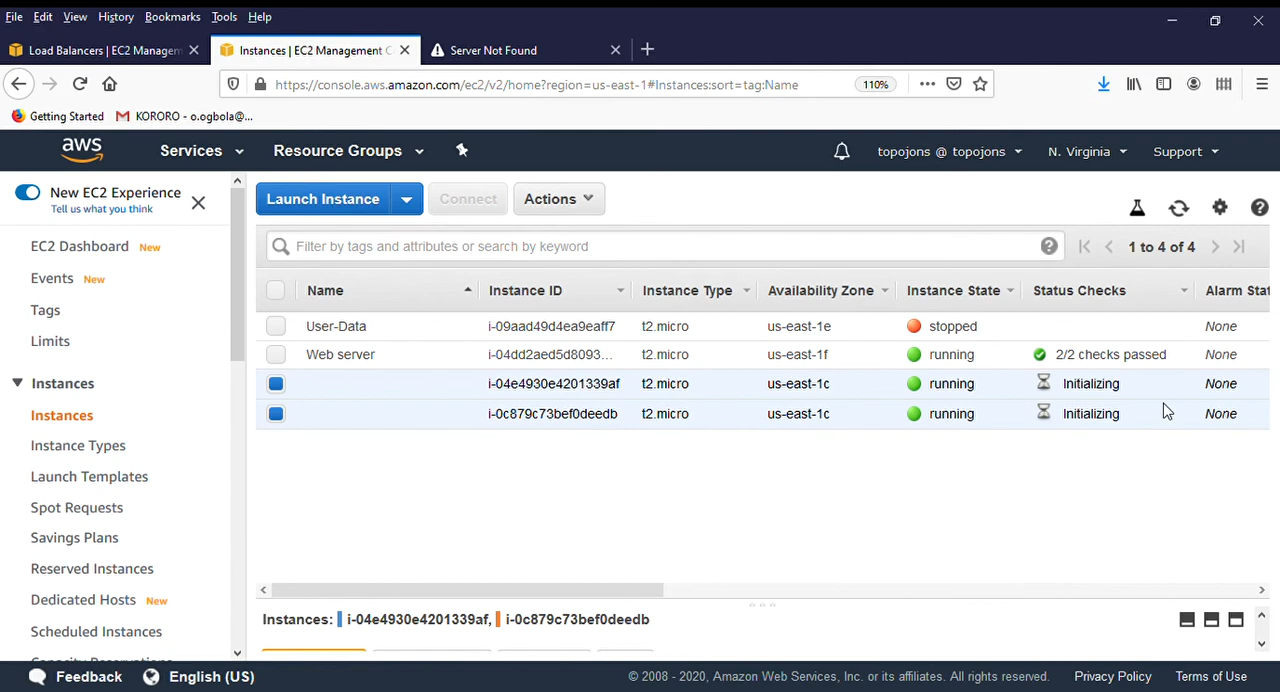 File Edit View History Bookmarks Tools Help
Load Balancers | EC2 Managem
Instances | EC2 Management C
Server Not Found
https://console.aws.amazon.com/ec2/v2/home?region=us-east-1#Instances:sort=tag:Name
110%
Getting Started
KORORO - o.ogbola@...
aws
Services
Resource Groups
topojons @ topojons
N. Virginia
Support
New EC2 Experience
Tell us what you think
EC2 Dashboard New
Events New
Tags
Limits
Instances
Instances
Instance Types
Launch Templates
Spot Requests
Savings Plans
Reserved Instances
Dedicated Hosts New
Scheduled Instances
Capacity Reservations
Launch Instance
Connect
Actions
Filter by tags and attributes or search by keyword
1 to 4 of 4
Name Instance ID Instance Type Availability Zone Instance State Status Checks Alarm Stat
User-Data i-09aad49d4ea9eaff7 t2.micro us-east-1e stopped None
Web server i-04dd2aed5d8093... t2.micro us-east-1f running 2/2 checks passed None
i-04e4930e4201339af t2.micro us-east-1c running Initializing None
i-0c879c73bef0deedb t2.micro us-east-1c running Initializing None
Instances: i-04e4930e4201339af, i-0c879c73bef0deedb
Feedback
English (US)
© 2008 - 2020, Amazon Web Services, Inc. or its affiliates. All rights reserved.
Privacy Policy
Terms of Use